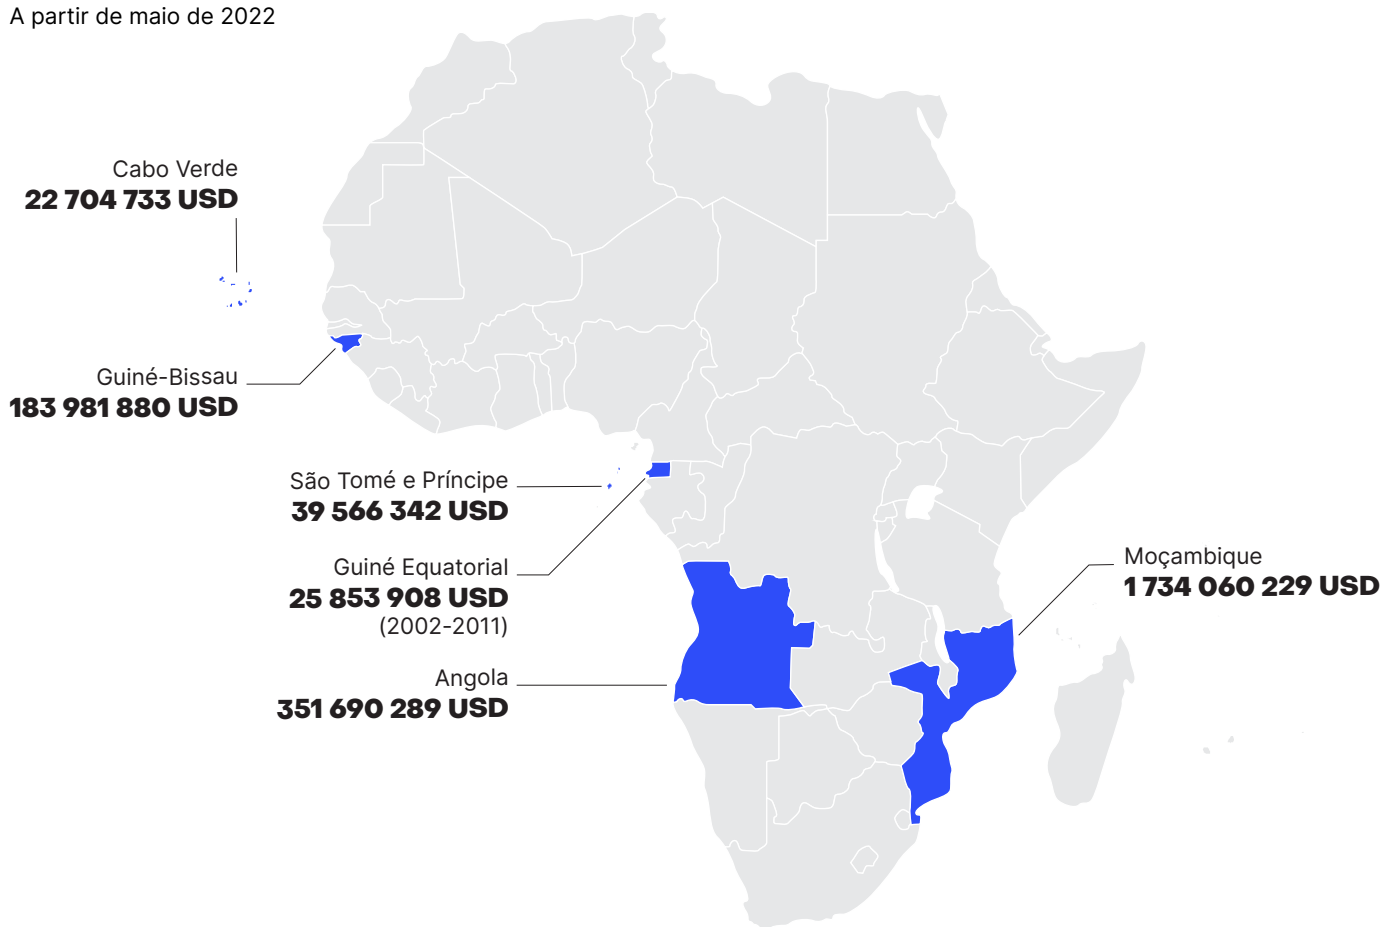 A partir de maio de 2022
Cabo Verde
22 704 733 USD
Guiné-Bissau
183 981 880 USD
São Tomé e Príncipe
39 566 342 USD
Guiné Equatorial
25 853 908 USD
(2002-2011)
Angola
351 690 289 USD
Moçambique
1 734 060 229 USD